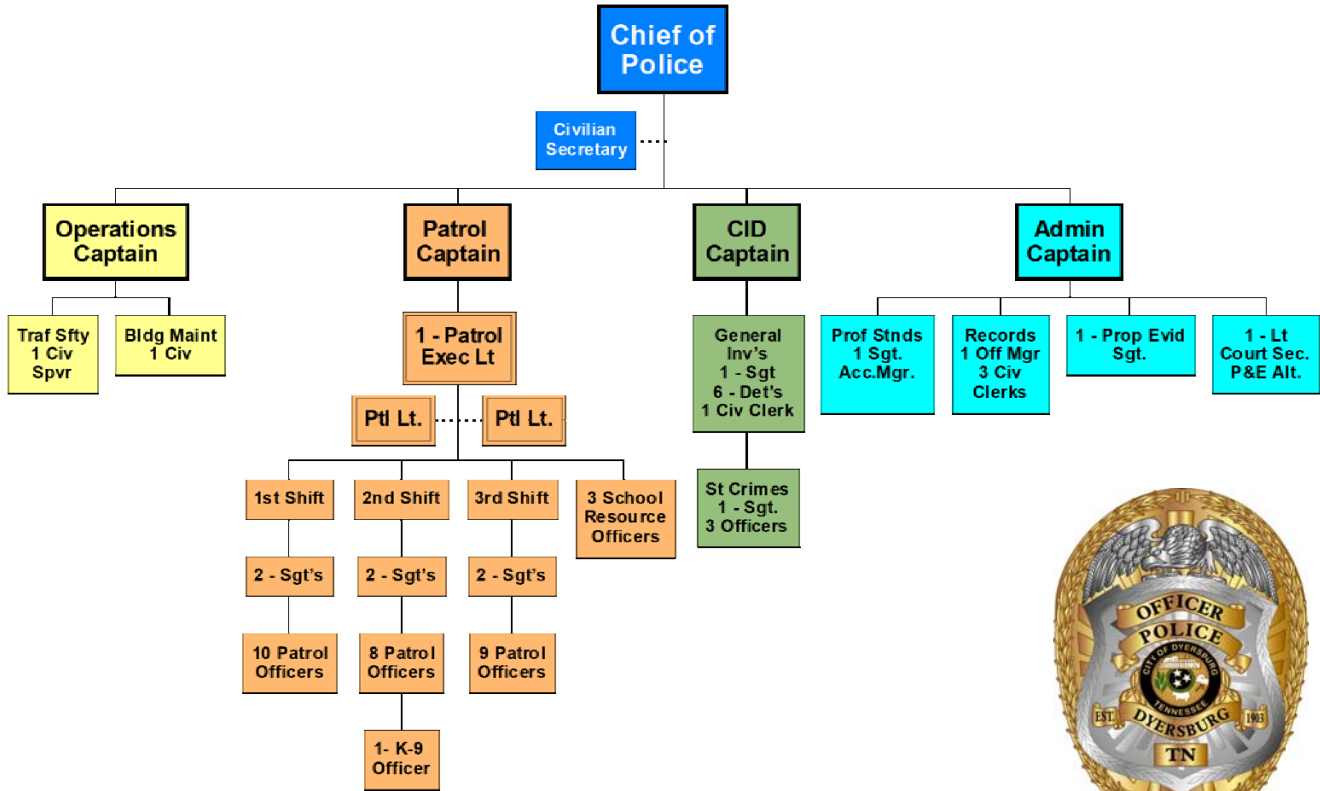 Chief of
Police
Civilian
Secretary
Operations
Captain
Patrol
Captain
CID
Captain
Admin
Captain
Traf Sfty
1 Civ
Spvr
Bldg Maint
1 Civ
1 - Patrol
Exec Lt
General
Inv's
1 - Sgt
6 - Det's
1 Civ Clerk
Prof Stnds
1 Sgt.
Acc.Mgr.
Records
1 Off Mgr
3 Civ
Clerks
1 - Prop Evid
Sgt.
1 - Lt
Court Sec.
P&E Alt.
Ptl Lt.
Ptl Lt.
1st Shift
2nd Shift
3rd Shift
3 School
Resource
Officers
St Crimes
1 - Sgt.
3 Officers
2 - Sgt's
2 - Sgt's
2 - Sgt's
10 Patrol
Officers
8 Patrol
Officers
9 Patrol
Officers
1- K-9
Officer
OFFICER
POLICE
CITY OF DYERSBURG
TENNESSEE
EST.
DYERSBURG
1903
TN